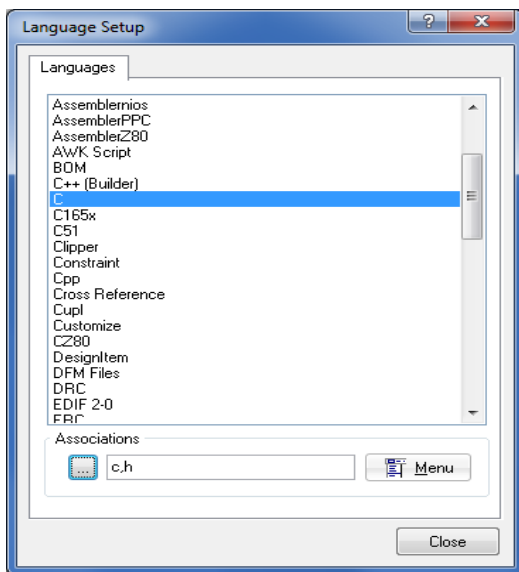 Language Setup
Languages
Assemblernios
AssemblerPPC
AssemblerZ80
AWK Script
BOM
C++ (Builder)
C
C165x
C51
Clipper
Constraint
Cpp
Cross Reference
Cupl
Customize
CZ80
DesignItem
DFM Files
DRC
EDIF 2-0
ERC
Associations
... c,h Menu
Close